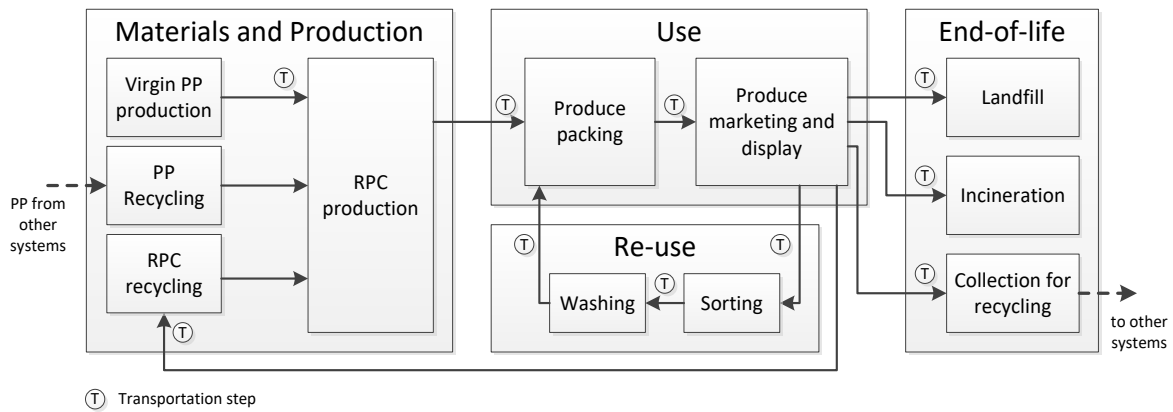 Materials and Production
Virgin PP
production
T
PP
Recycling
PP from
other
systems
RPC
recycling
T
RPC
production
Use
T
Produce
packing
T
Produce
marketing and
display
Re-use
T
Washing
T
Sorting
T
End-of-life
T
Landfill
T
Incineration
T
Collection for
recycling
to other
systems
T Transportation step